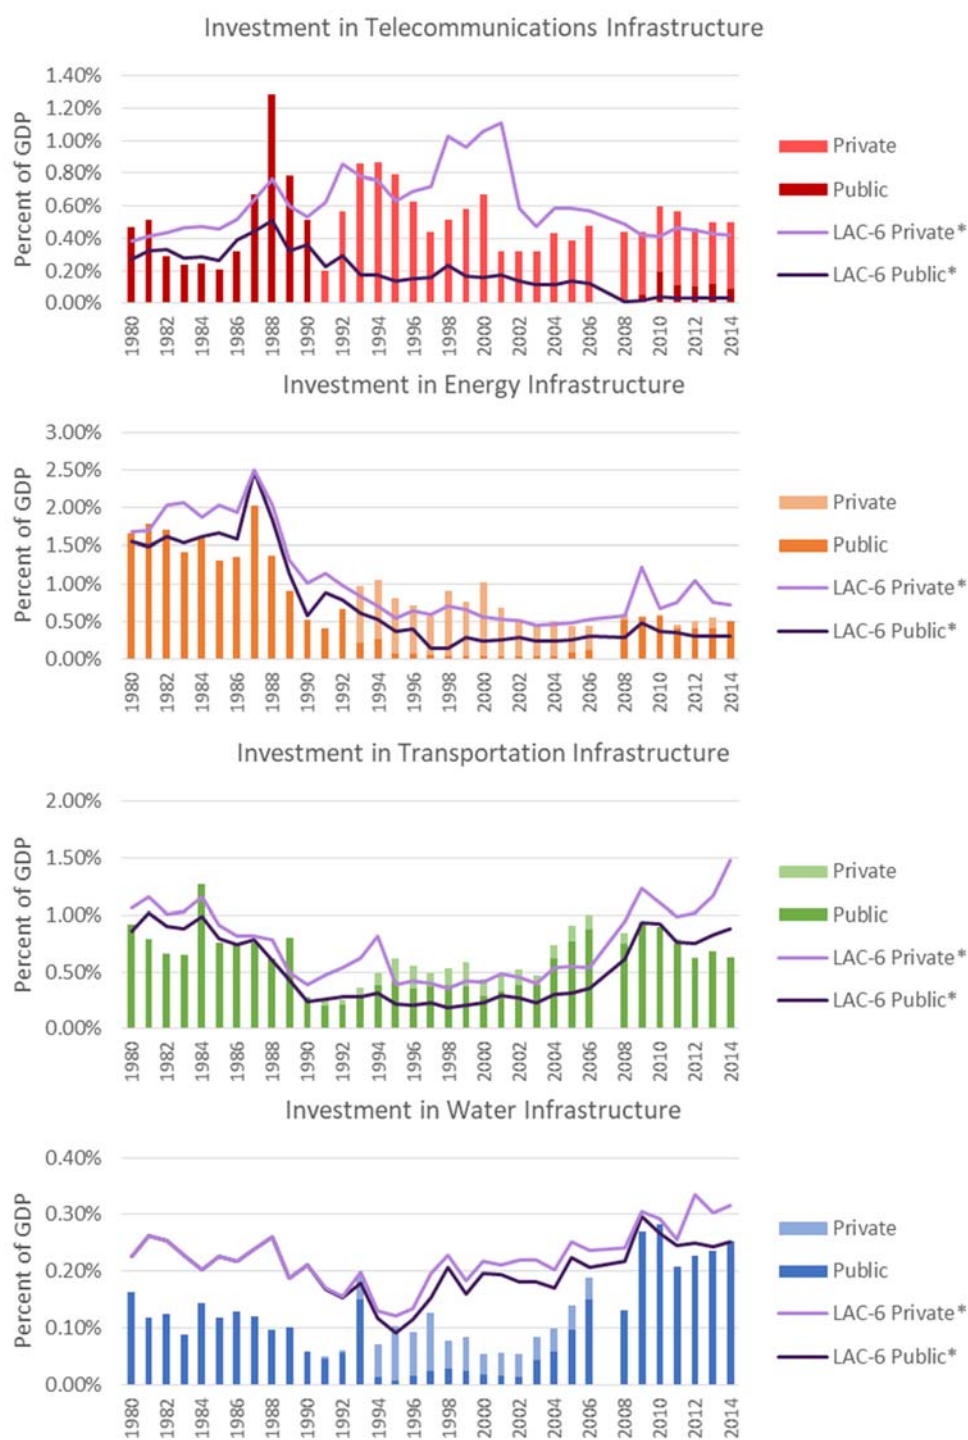 Investment in Telecommunications Infrastructure
Percent of GDP
1.40%
1.20%
1.00%
0.80%
0.60%
0.40%
0.20%
0.00%
1980 1982 1984 1986 1988 1990 1992 1994 1996 1998 2000 2002 2004 2006 2008 2010 2012 2014
Private
Public
LAC-6 Private*
LAC-6 Public*
Investment in Energy Infrastructure
Percent of GDP
3.00%
2.50%
2.00%
1.50%
1.00%
0.50%
0.00%
1980 1982 1984 1986 1988 1990 1992 1994 1996 1998 2000 2002 2004 2006 2008 2010 2012 2014
Private
Public
LAC-6 Private*
LAC-6 Public*
Investment in Transportation Infrastructure
Percent of GDP
2.00%
1.50%
1.00%
0.50%
0.00%
1980 1982 1984 1986 1988 1990 1992 1994 1996 1998 2000 2002 2004 2006 2008 2010 2012 2014
Private
Public
LAC-6 Private*
LAC-6 Public*
Investment in Water Infrastructure
Percent of GDP
0.40%
0.30%
0.20%
0.10%
0.00%
1980 1982 1984 1986 1988 1990 1992 1994 1996 1998 2000 2002 2004 2006 2008 2010 2012 2014
Private
Public
LAC-6 Private*
LAC-6 Public*